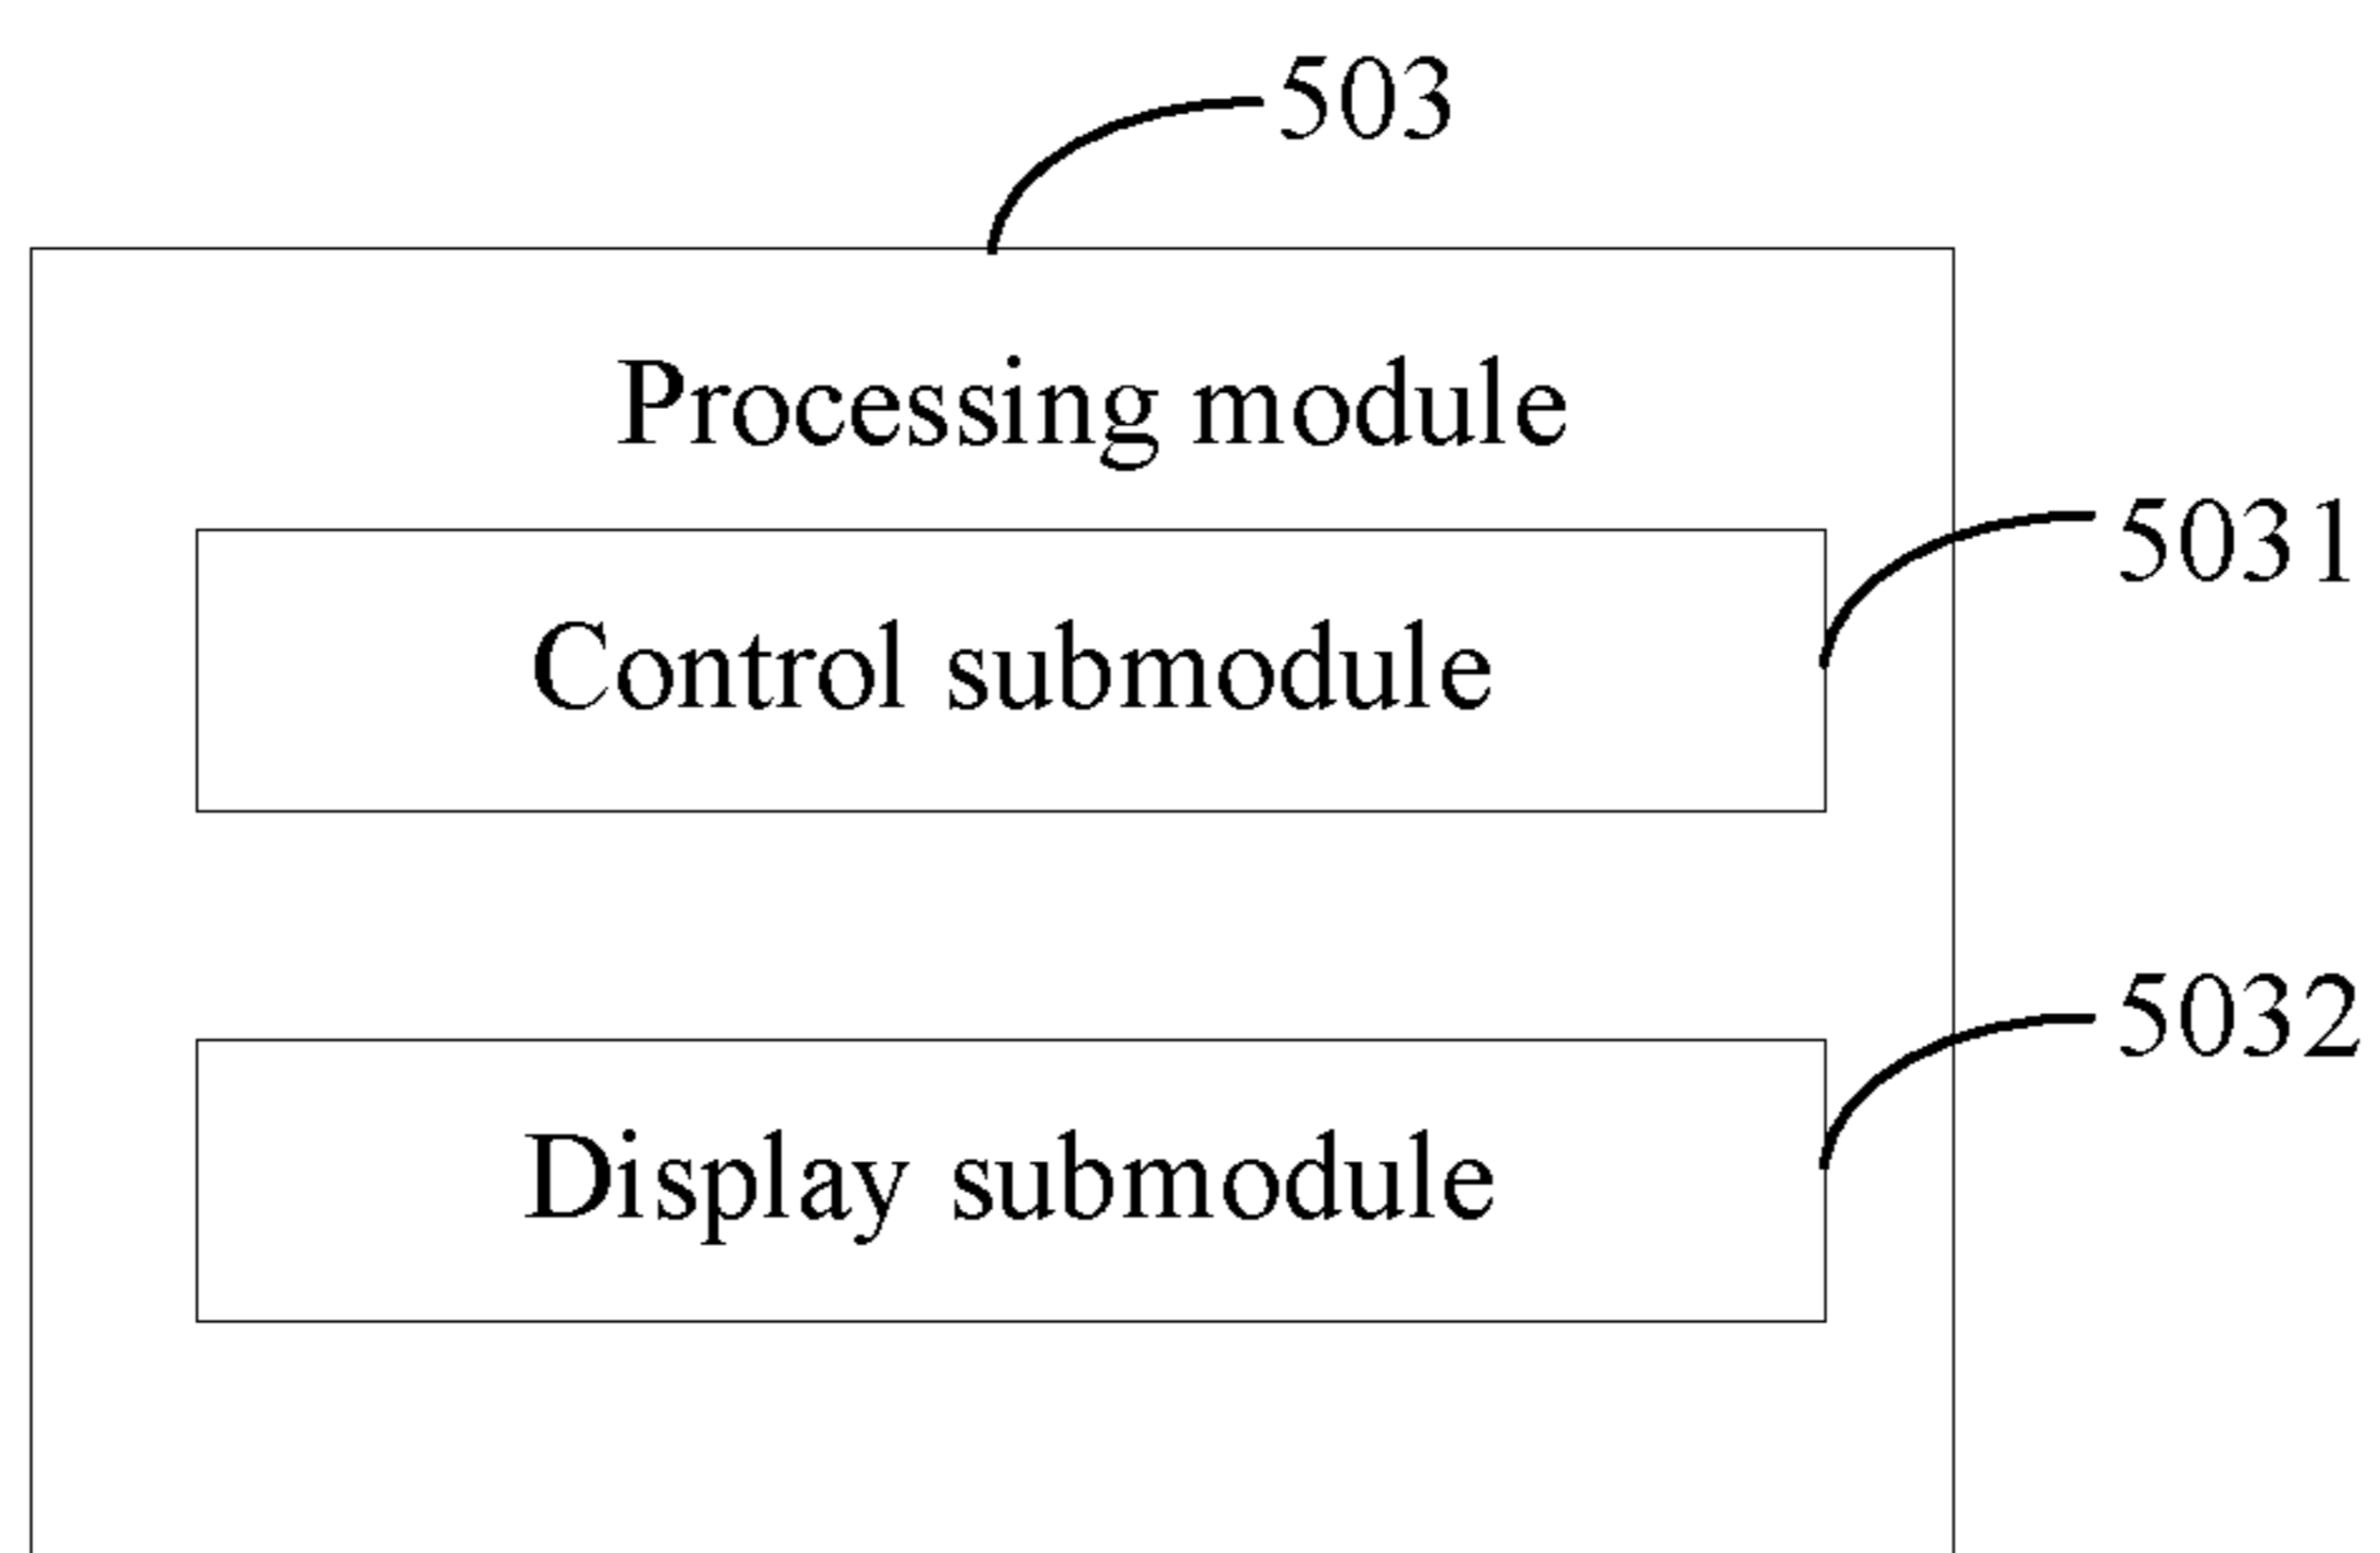 503
Processing module
5031
Control submodule
5032
Display submodule